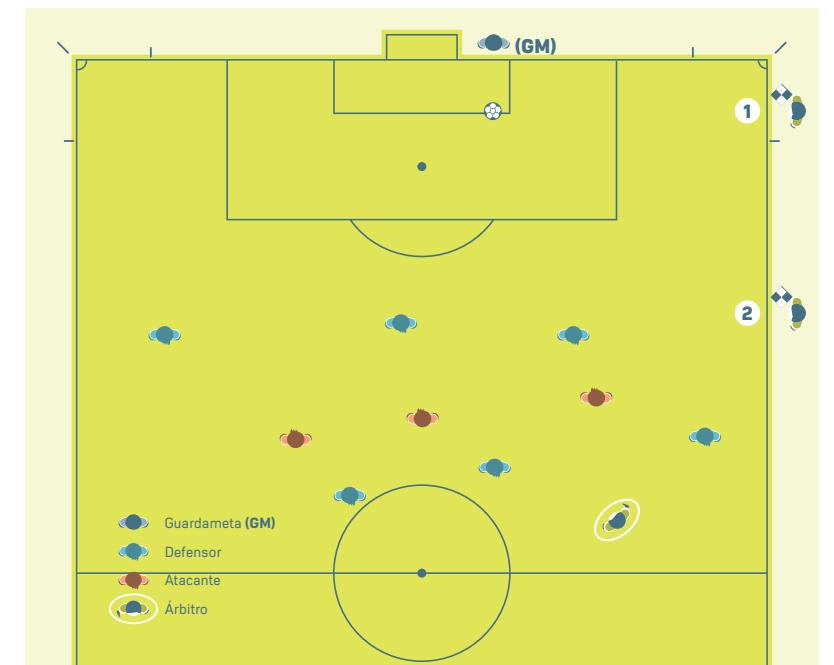 (GM)
1
2
Guardameta (GM)
Defensor
Atacante
Árbitro